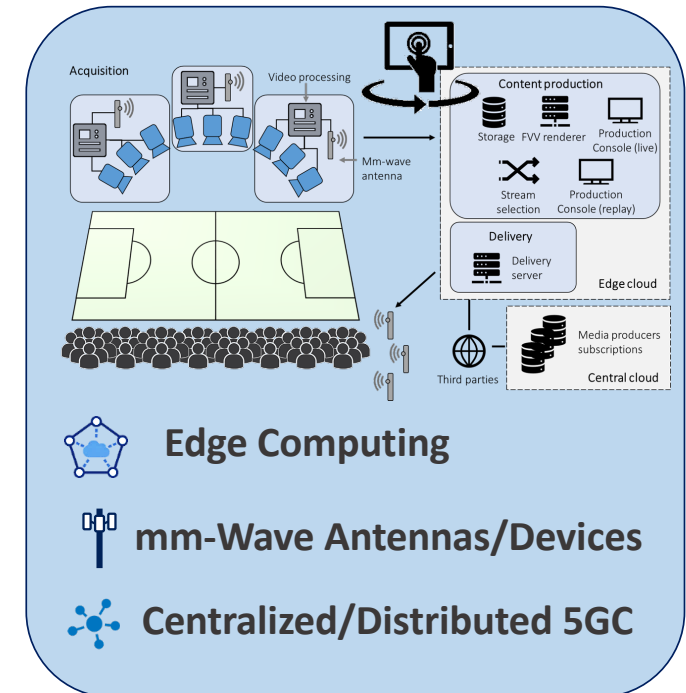 Acquisition
Video processing
Mm-wave
antenna
Content production
Storage
FVV renderer
Production
Console (live)
Stream
selection
Production
Console (replay)
Delivery
Delivery
server
Edge cloud
Third parties
Media producers
subscriptions
Central cloud
Edge Computing
mm-Wave Antennas/Devices
Centralized/Distributed 5GC